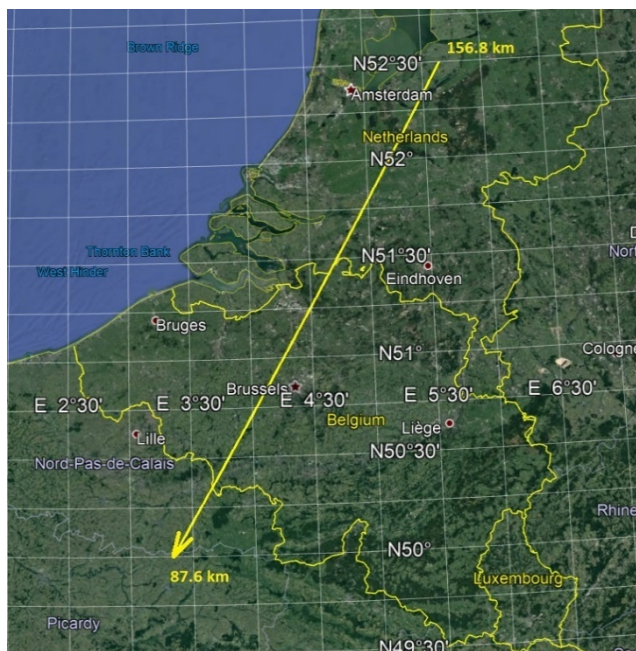 Brown Ridge
156.8 km
N52°30'
Amsterdam
Netherlands
N52°
Thornton Bank
N51°30'
West Hinder
Eindhoven
Bruges
N51°
Cologne
Brussels
E 2°30' E 3°30' E 4°30' E 5°30' E 6°30'
Belgium
Liège
Lille
N50°30'
Nord-Pas-de-Calais
Rhine
N50°
87.6 km
Luxembourg
Picardy
N49°30'